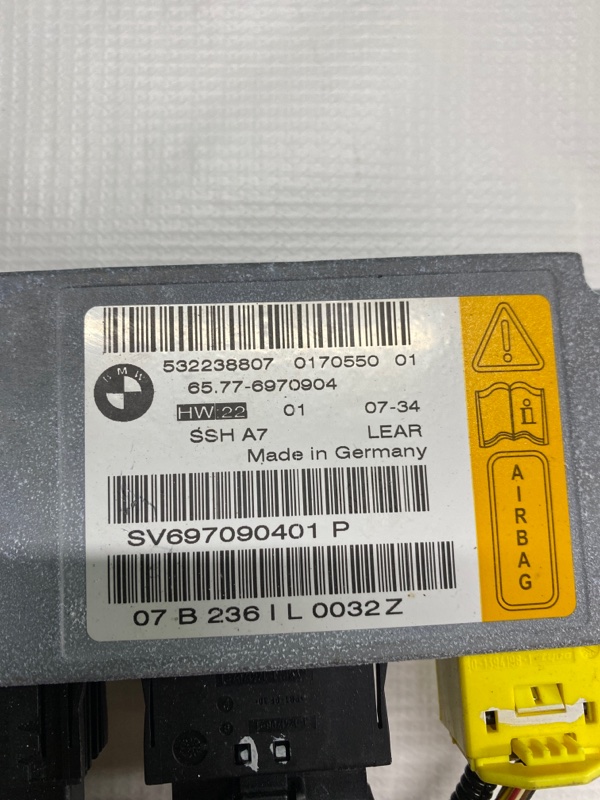 BMW
532238807 0170550 01
65.77-6970904
HW:22 01 07-34
SSH A7 LEAR
Made in Germany
SV697090401 P
07 B 236 I L 0032 Z
AIRBAG